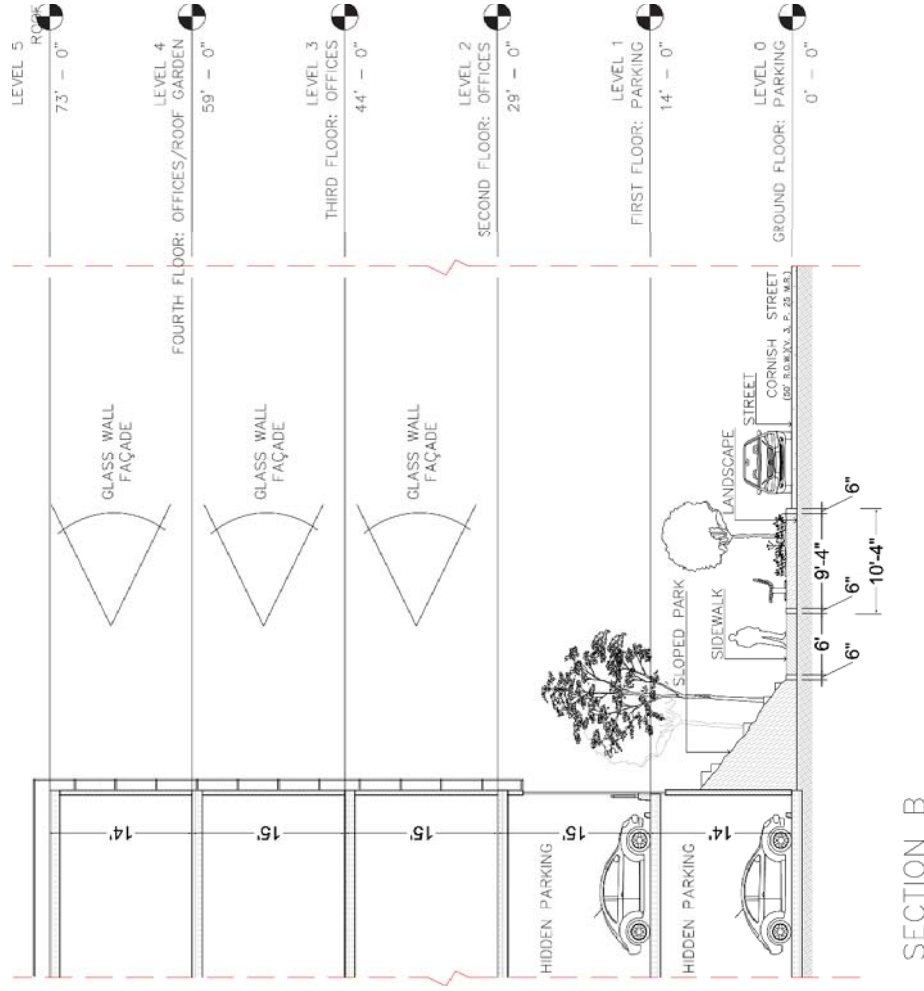 LEVEL 5
ROOF
73' - 0"
LEVEL 4
FOURTH FLOOR: OFFICES/ROOF GARDEN
59' - 0"
LEVEL 3
THIRD FLOOR: OFFICES
44' - 0"
LEVEL 2
SECOND FLOOR: OFFICES
29' - 0"
LEVEL 1
FIRST FLOOR: PARKING
14' - 0"
LEVEL 0
GROUND FLOOR: PARKING
0' - 0"
GLASS WALL
FAÇADE
GLASS WALL
FAÇADE
GLASS WALL
FAÇADE
14'
15'
15'
15'
14'
HIDDEN PARKING
HIDDEN PARKING
SLOPED PARK
SIDEWALK
LANDSCAPE
STREET
CORNISH STREET
(50' R.O.W.)(V. 3, P. 25 M.R.)
6"
6'
6"
9'-4"
6"
10'-4"
SECTION B